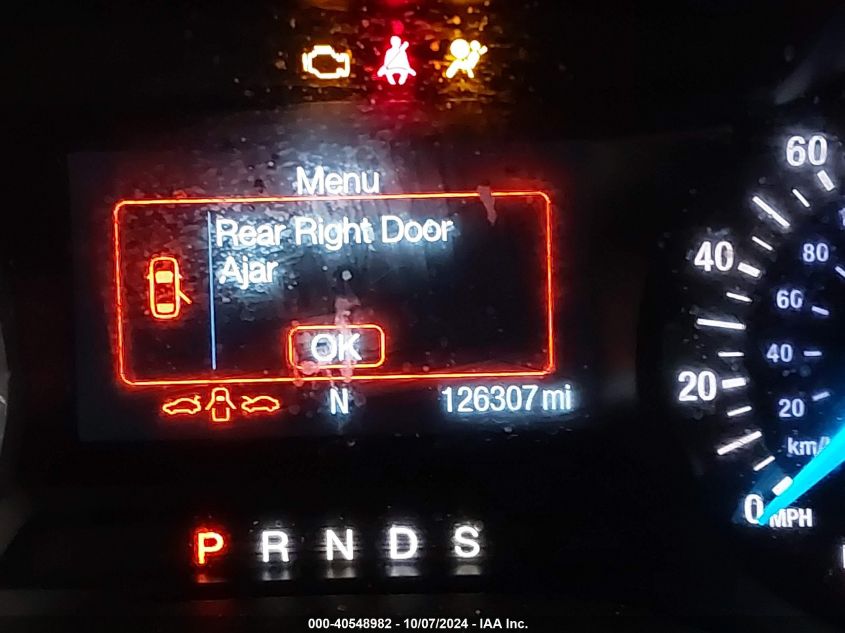 Menu
Rear Right Door
Ajar
OK
N
126307 mi
P R N D S
60
40
20
0
MPH
80
60
40
20
km/
000-40548982 - 10/07/2024 - IAA Inc.